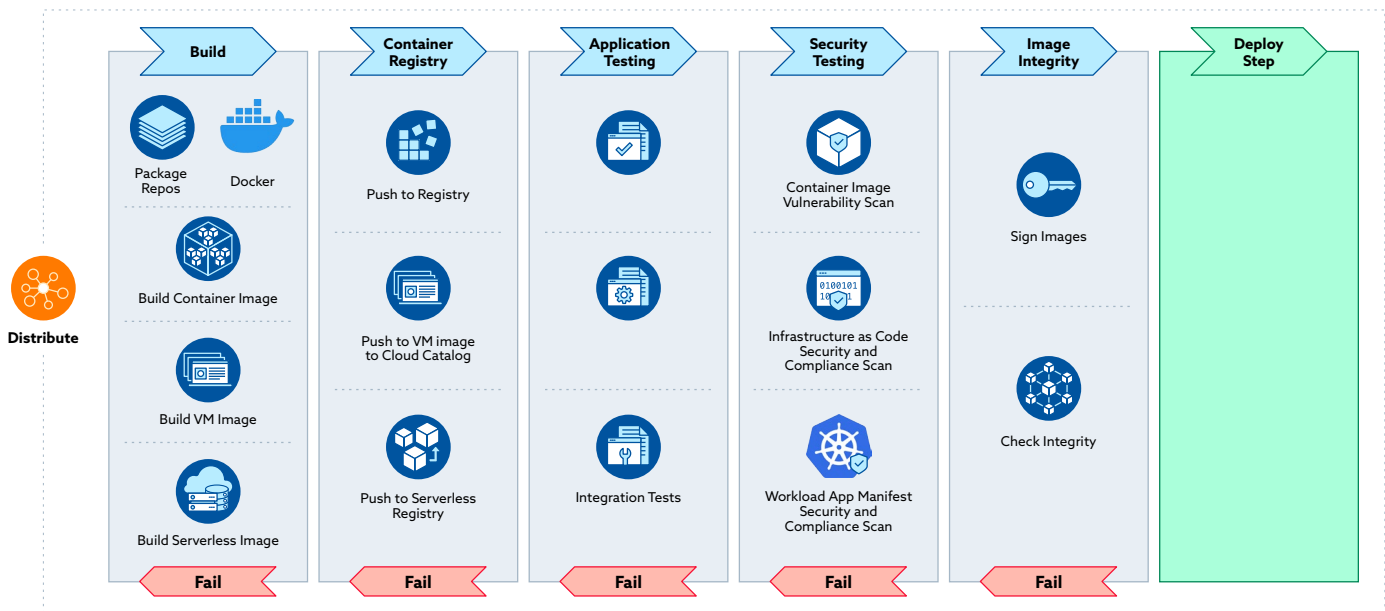 Build
Package
Repos
Docker
Build Container Image
Build VM Image
Build Serverless Image
Fail
Container
Registry
Push to Registry
Push to VM image
to Cloud Catalog
Push to Serverless
Registry
Fail
Application
Testing
Integration Tests
Fail
Security
Testing
Container Image
Vulnerability Scan
0100101
Infrastructure as Code
Security and
Compliance Scan
Workload App Manifest
Security and
Compliance Scan
Fail
Image
Integrity
Sign Images
Check Integrity
Fail
Deploy
Step
Distribute